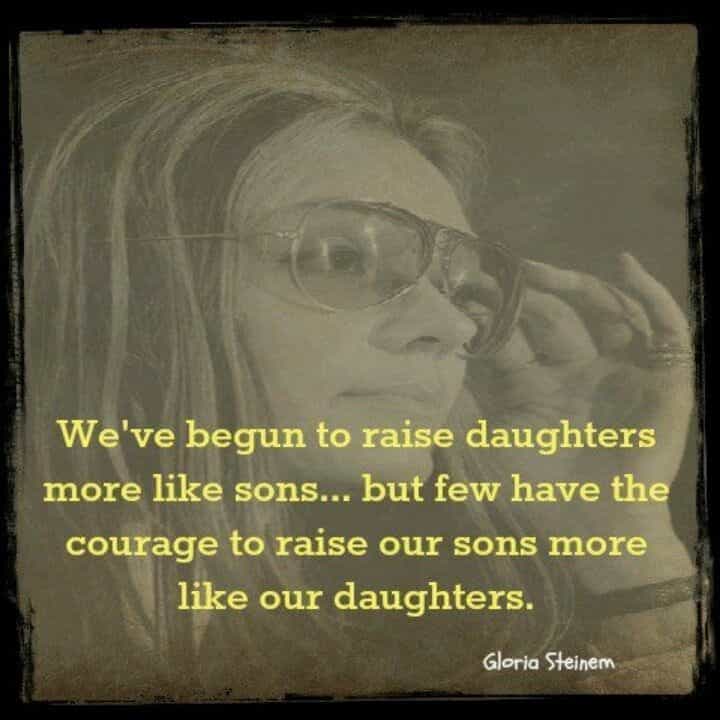 We've begun to raise daughters
more like sons... but few have the
courage to raise our sons more
like our daughters.
Gloria Steinem